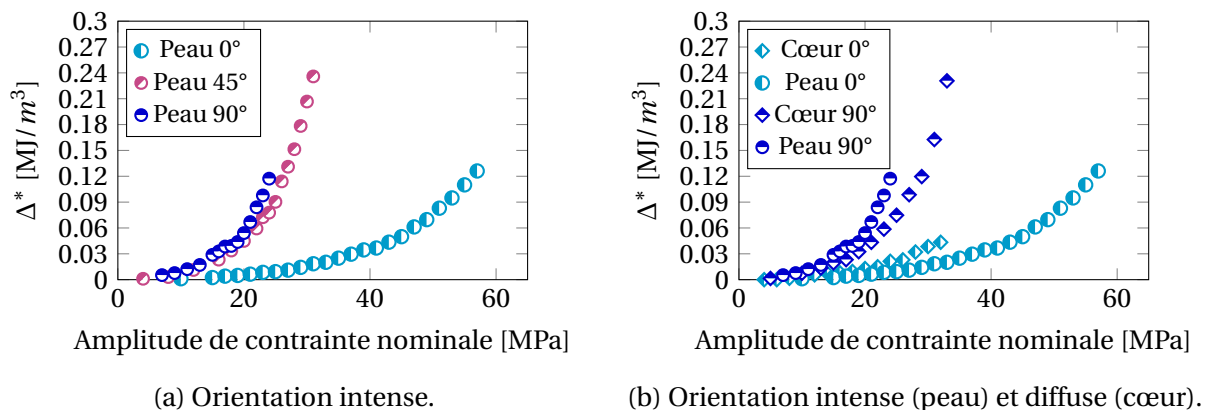 0.3
0.27
0.24
0.21
0.18
0.15
0.12
0.09
0.06
0.03
0
Δ* [MJ/m³]
Peau 0°
Peau 45°
Peau 90°
0 20 40 60
Amplitude de contrainte nominale [MPa]
(a) Orientation intense.
0.3
0.27
0.24
0.21
0.18
0.15
0.12
0.09
0.06
0.03
0
Δ* [MJ/m³]
Cœur 0°
Peau 0°
Cœur 90°
Peau 90°
0 20 40 60
Amplitude de contrainte nominale [MPa]
(b) Orientation intense (peau) et diffuse (cœur).